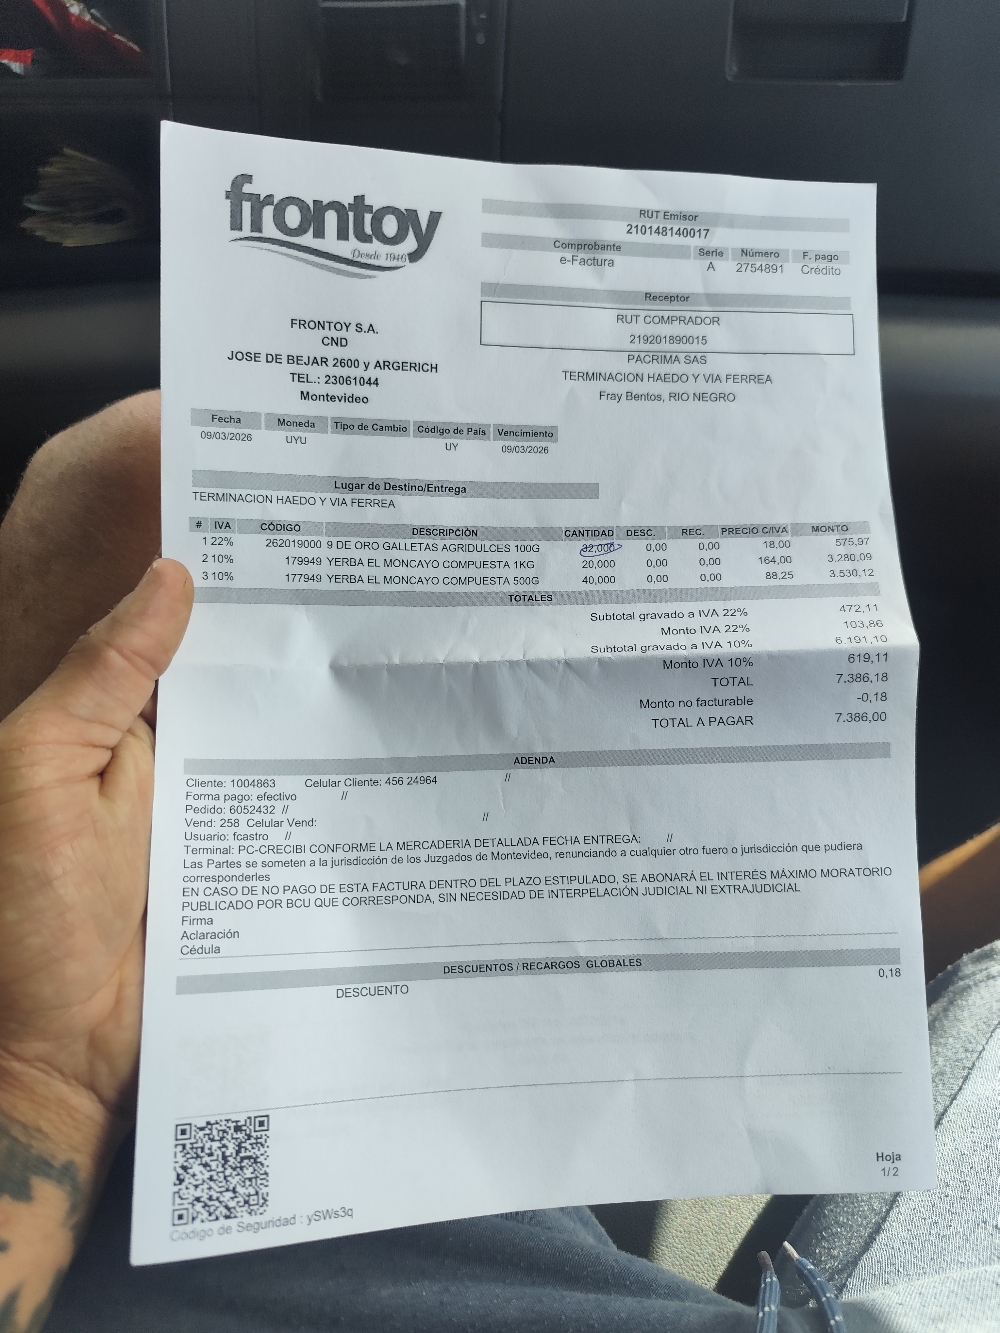 frontoy
Desde 1940
RUT Emisor
210148140017
Comprobante Serie Número F. pago
e-Factura A 2754891 Crédito
Receptor
RUT COMPRADOR
219201890015
PACRIMA SAS
TERMINACION HAEDO Y VIA FERREA
Fray Bentos, RIO NEGRO
FRONTOY S.A.
CND
JOSE DE BEJAR 2600 y ARGERICH
TEL.: 23061044
Montevideo
Fecha Moneda Tipo de Cambio Código de País Vencimiento
09/03/2026 UYU UY 09/03/2026
Lugar de Destino/Entrega
TERMINACION HAEDO Y VIA FERREA
# IVA CÓDIGO DESCRIPCIÓN CANTIDAD DESC. REC. PRECIO C/IVA MONTO
1 22% 262019000 9 DE ORO GALLETAS AGRIDULCES 100G 32,000 0,00 0,00 18,00 575,97
2 10% 179949 YERBA EL MONCAYO COMPUESTA 1KG 20,000 0,00 0,00 164,00 3.280,09
3 10% 177949 YERBA EL MONCAYO COMPUESTA 500G 40,000 0,00 0,00 88,25 3.530,12
TOTALES
Subtotal gravado a IVA 22% 472,11
Monto IVA 22% 103,86
Subtotal gravado a IVA 10% 6.191,10
Monto IVA 10% 619,11
TOTAL 7.386,18
Monto no facturable -0,18
TOTAL A PAGAR 7.386,00
ADENDA
Cliente: 1004863 Celular Cliente: 456 24964 //
Forma pago: efectivo //
Pedido: 6052432 //
Vend: 258 Celular Vend: //
Usuario: fcastro //
Terminal: PC-CRECIBI CONFORME LA MERCADERIA DETALLADA FECHA ENTREGA: //
Las Partes se someten a la jurisdicción de los Juzgados de Montevideo, renunciando a cualquier otro fuero o jurisdicción que pudiera
corresponderles
EN CASO DE NO PAGO DE ESTA FACTURA DENTRO DEL PLAZO ESTIPULADO, SE ABONARÁ EL INTERÉS MÁXIMO MORATORIO
PUBLICADO POR BCU QUE CORRESPONDA, SIN NECESIDAD DE INTERPELACIÓN JUDICIAL NI EXTRAJUDICIAL
Firma
Aclaración
Cédula
DESCUENTOS / RECARGOS GLOBALES
DESCUENTO 0,18
Hoja
1/2
Código de Seguridad : ySWs3q